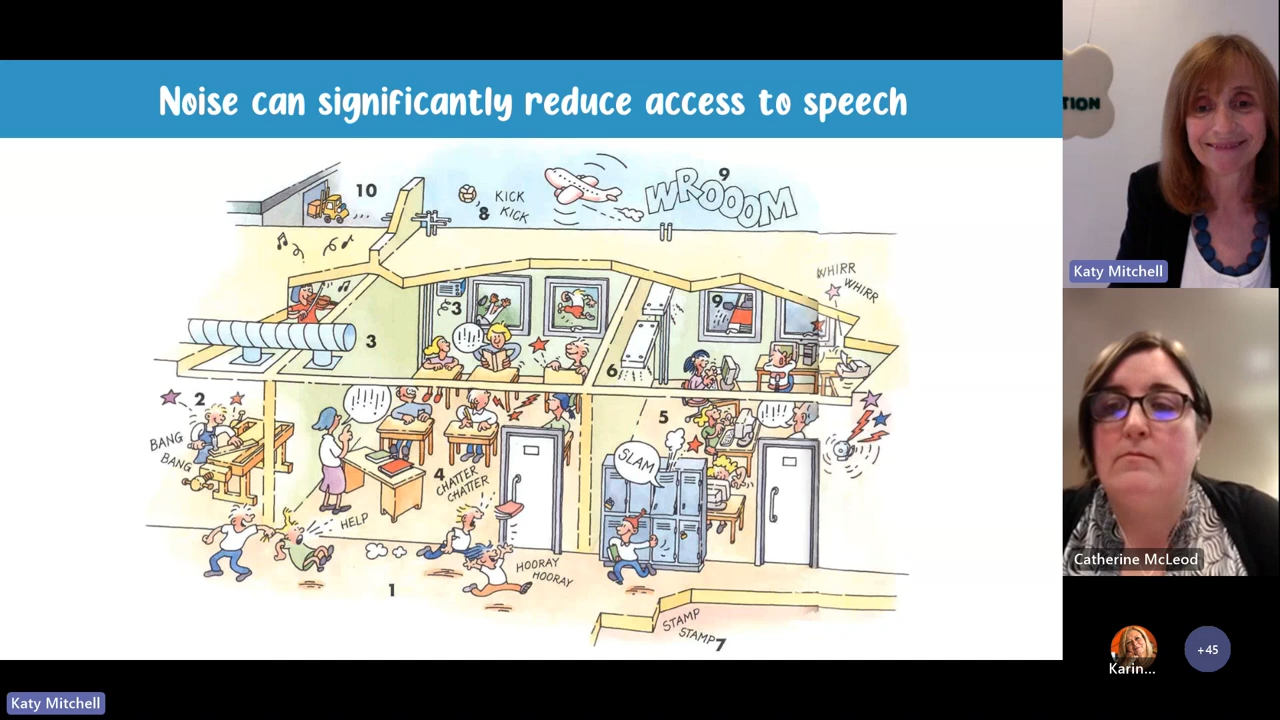 Noise can significantly reduce access to speech
10
KICK
KICK
8
9
WROOOM
WHIRR
WHIRR
3
9
3
6
2
BANG
BANG
5
SLAM
4
CHATTER
CHATTER
HELP
HOORAY
HOORAY
1
STAMP
STAMP
7
TION
Katy Mitchell
Catherine McLeod
Karin...
+45
Katy Mitchell